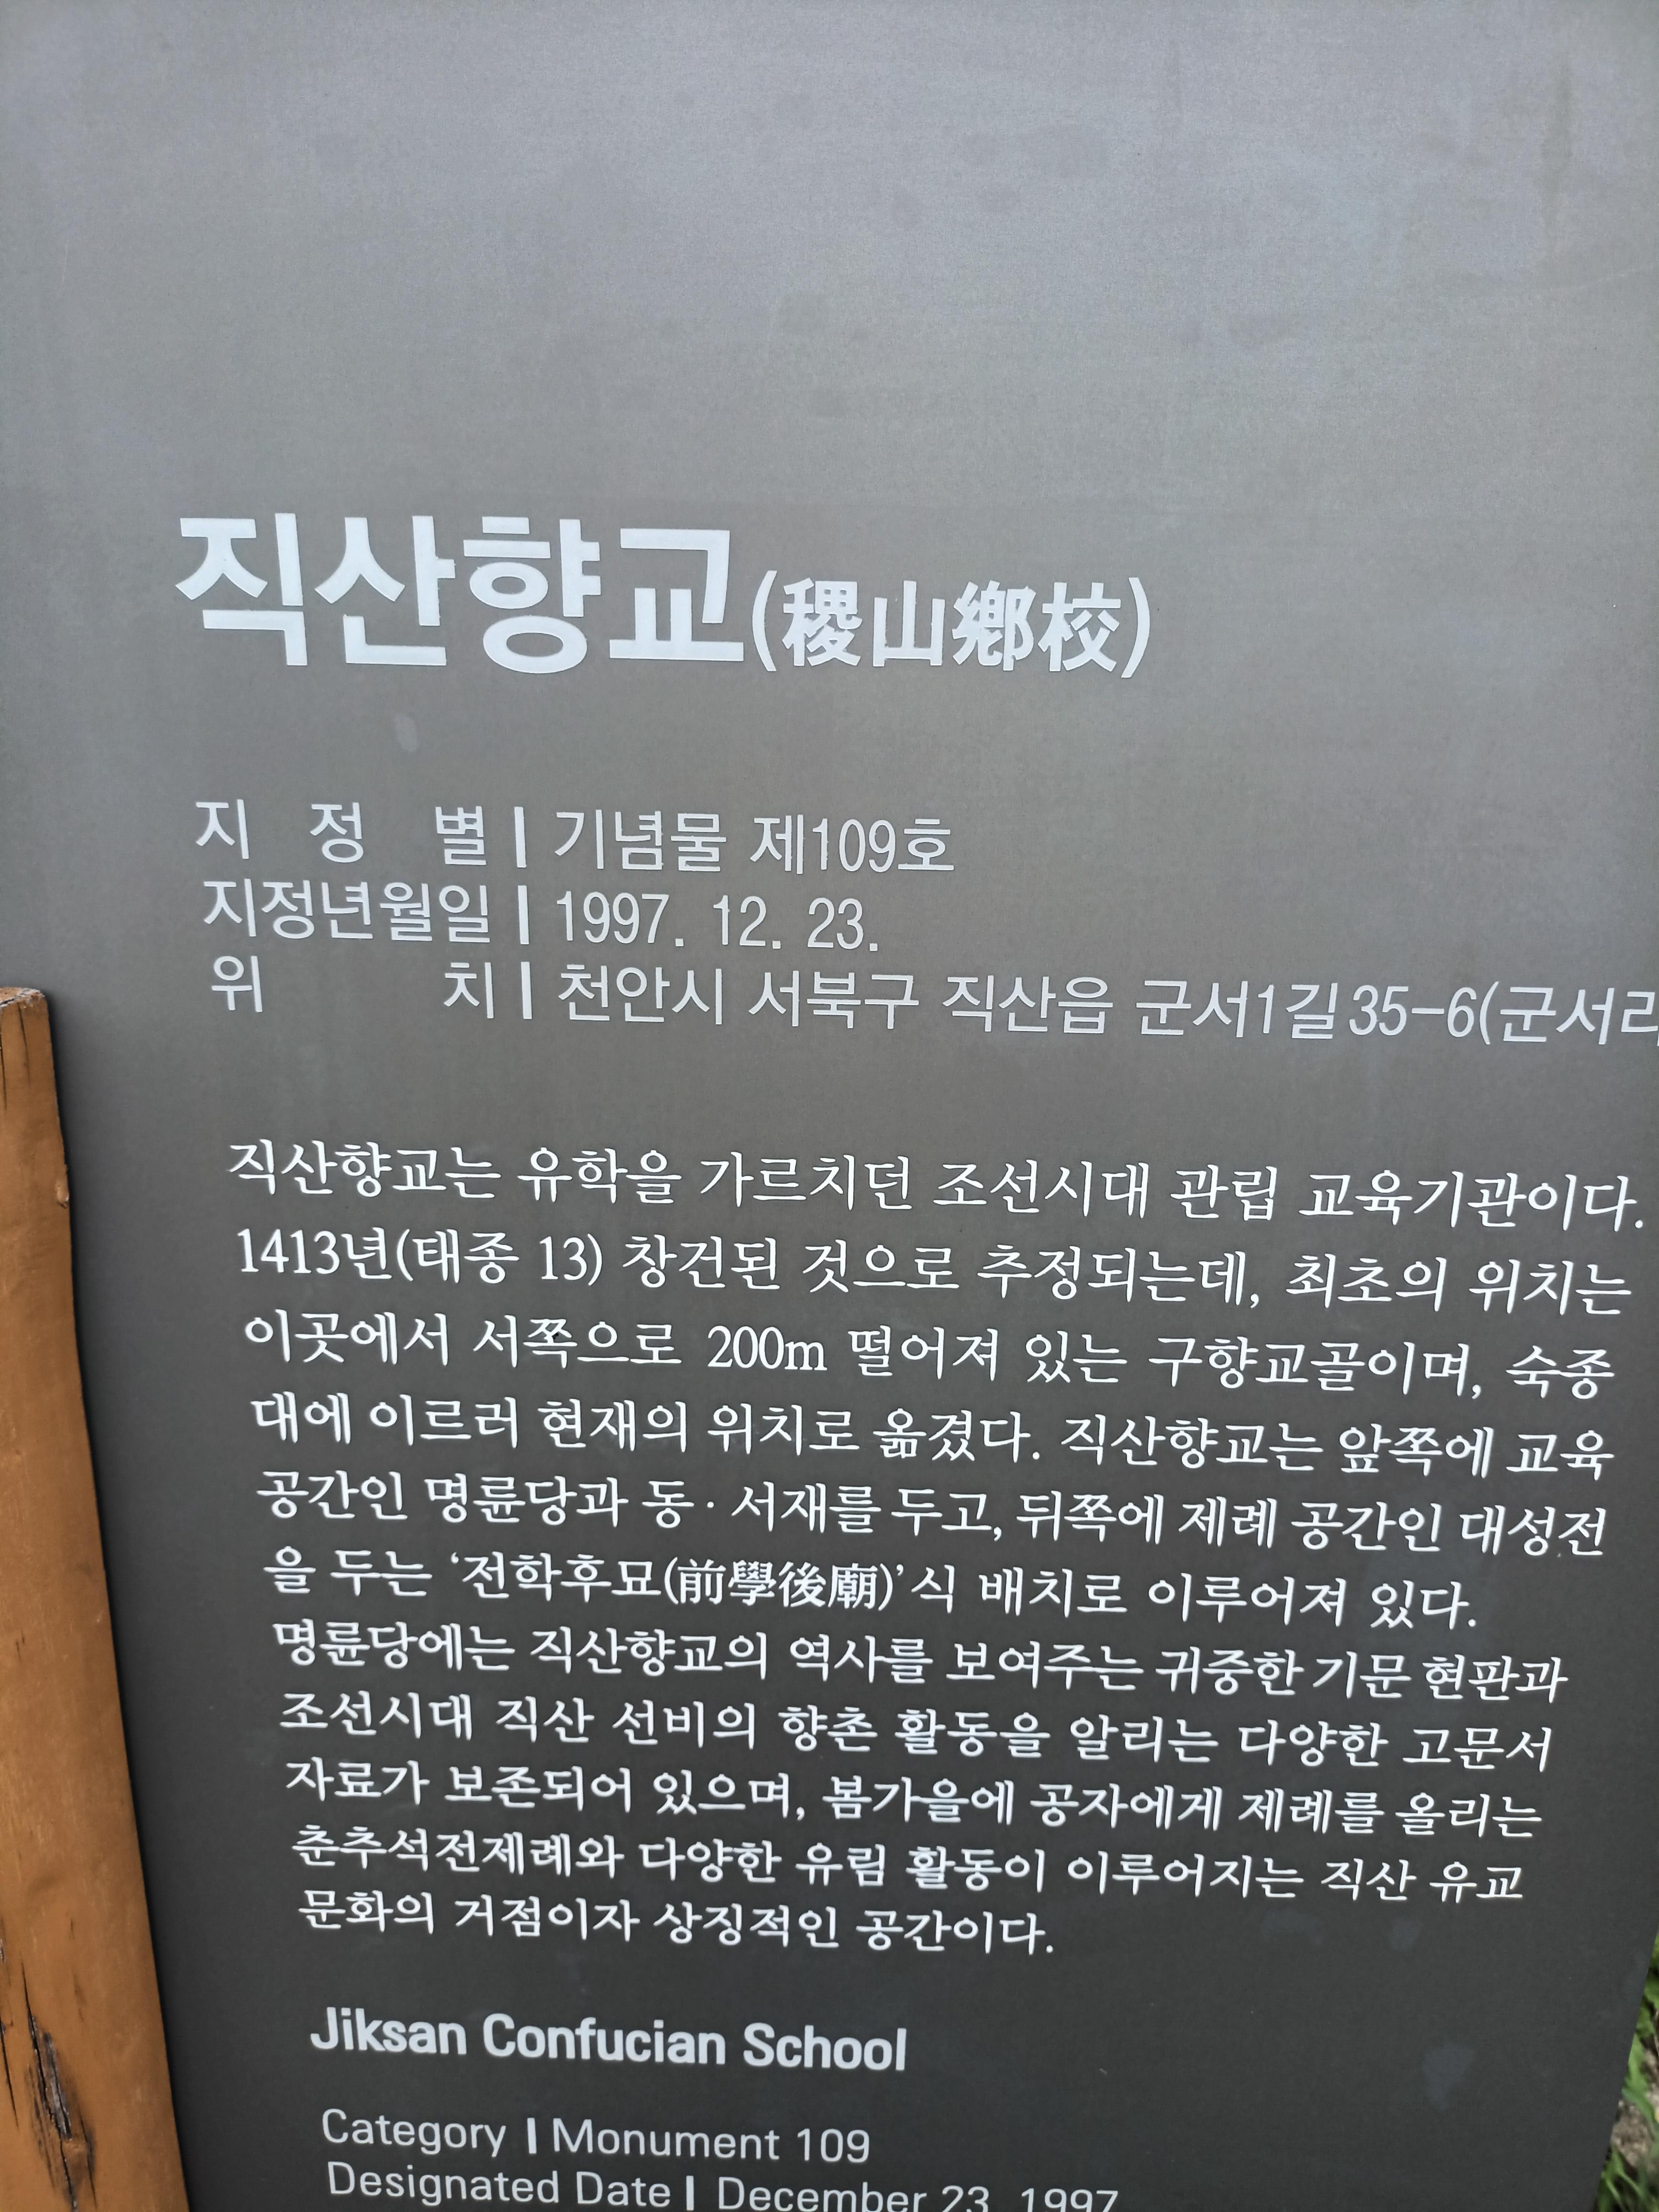 직산향교(稷山鄕校)
지 정 별 | 기념물 제109호
지정년월일 | 1997. 12. 23.
위 치 | 천안시 서북구 직산읍 군서1길 35-6(군서리
직산향교는 유학을 가르치던 조선시대 관립 교육기관이다.
1413년(태종 13) 창건된 것으로 추정되는데, 최초의 위치는
이곳에서 서쪽으로 200m 떨어져 있는 구향교골이며, 숙종
대에 이르러 현재의 위치로 옮겼다. 직산향교는 앞쪽에 교육
공간인 명륜당과 동·서재를 두고, 뒤쪽에 제례 공간인 대성전
을 두는 ‘전학후묘(前學後廟)’식 배치로 이루어져 있다.
명륜당에는 직산향교의 역사를 보여주는 귀중한 기문 현판과
조선시대 직산 선비의 향촌 활동을 알리는 다양한 고문서
자료가 보존되어 있으며, 봄가을에 공자에게 제례를 올리는
춘추석전제례와 다양한 유림 활동이 이루어지는 직산 유교
문화의 거점이자 상징적인 공간이다.
Jiksan Confucian School
Category | Monument 109
Designated Date | December 23, 1997